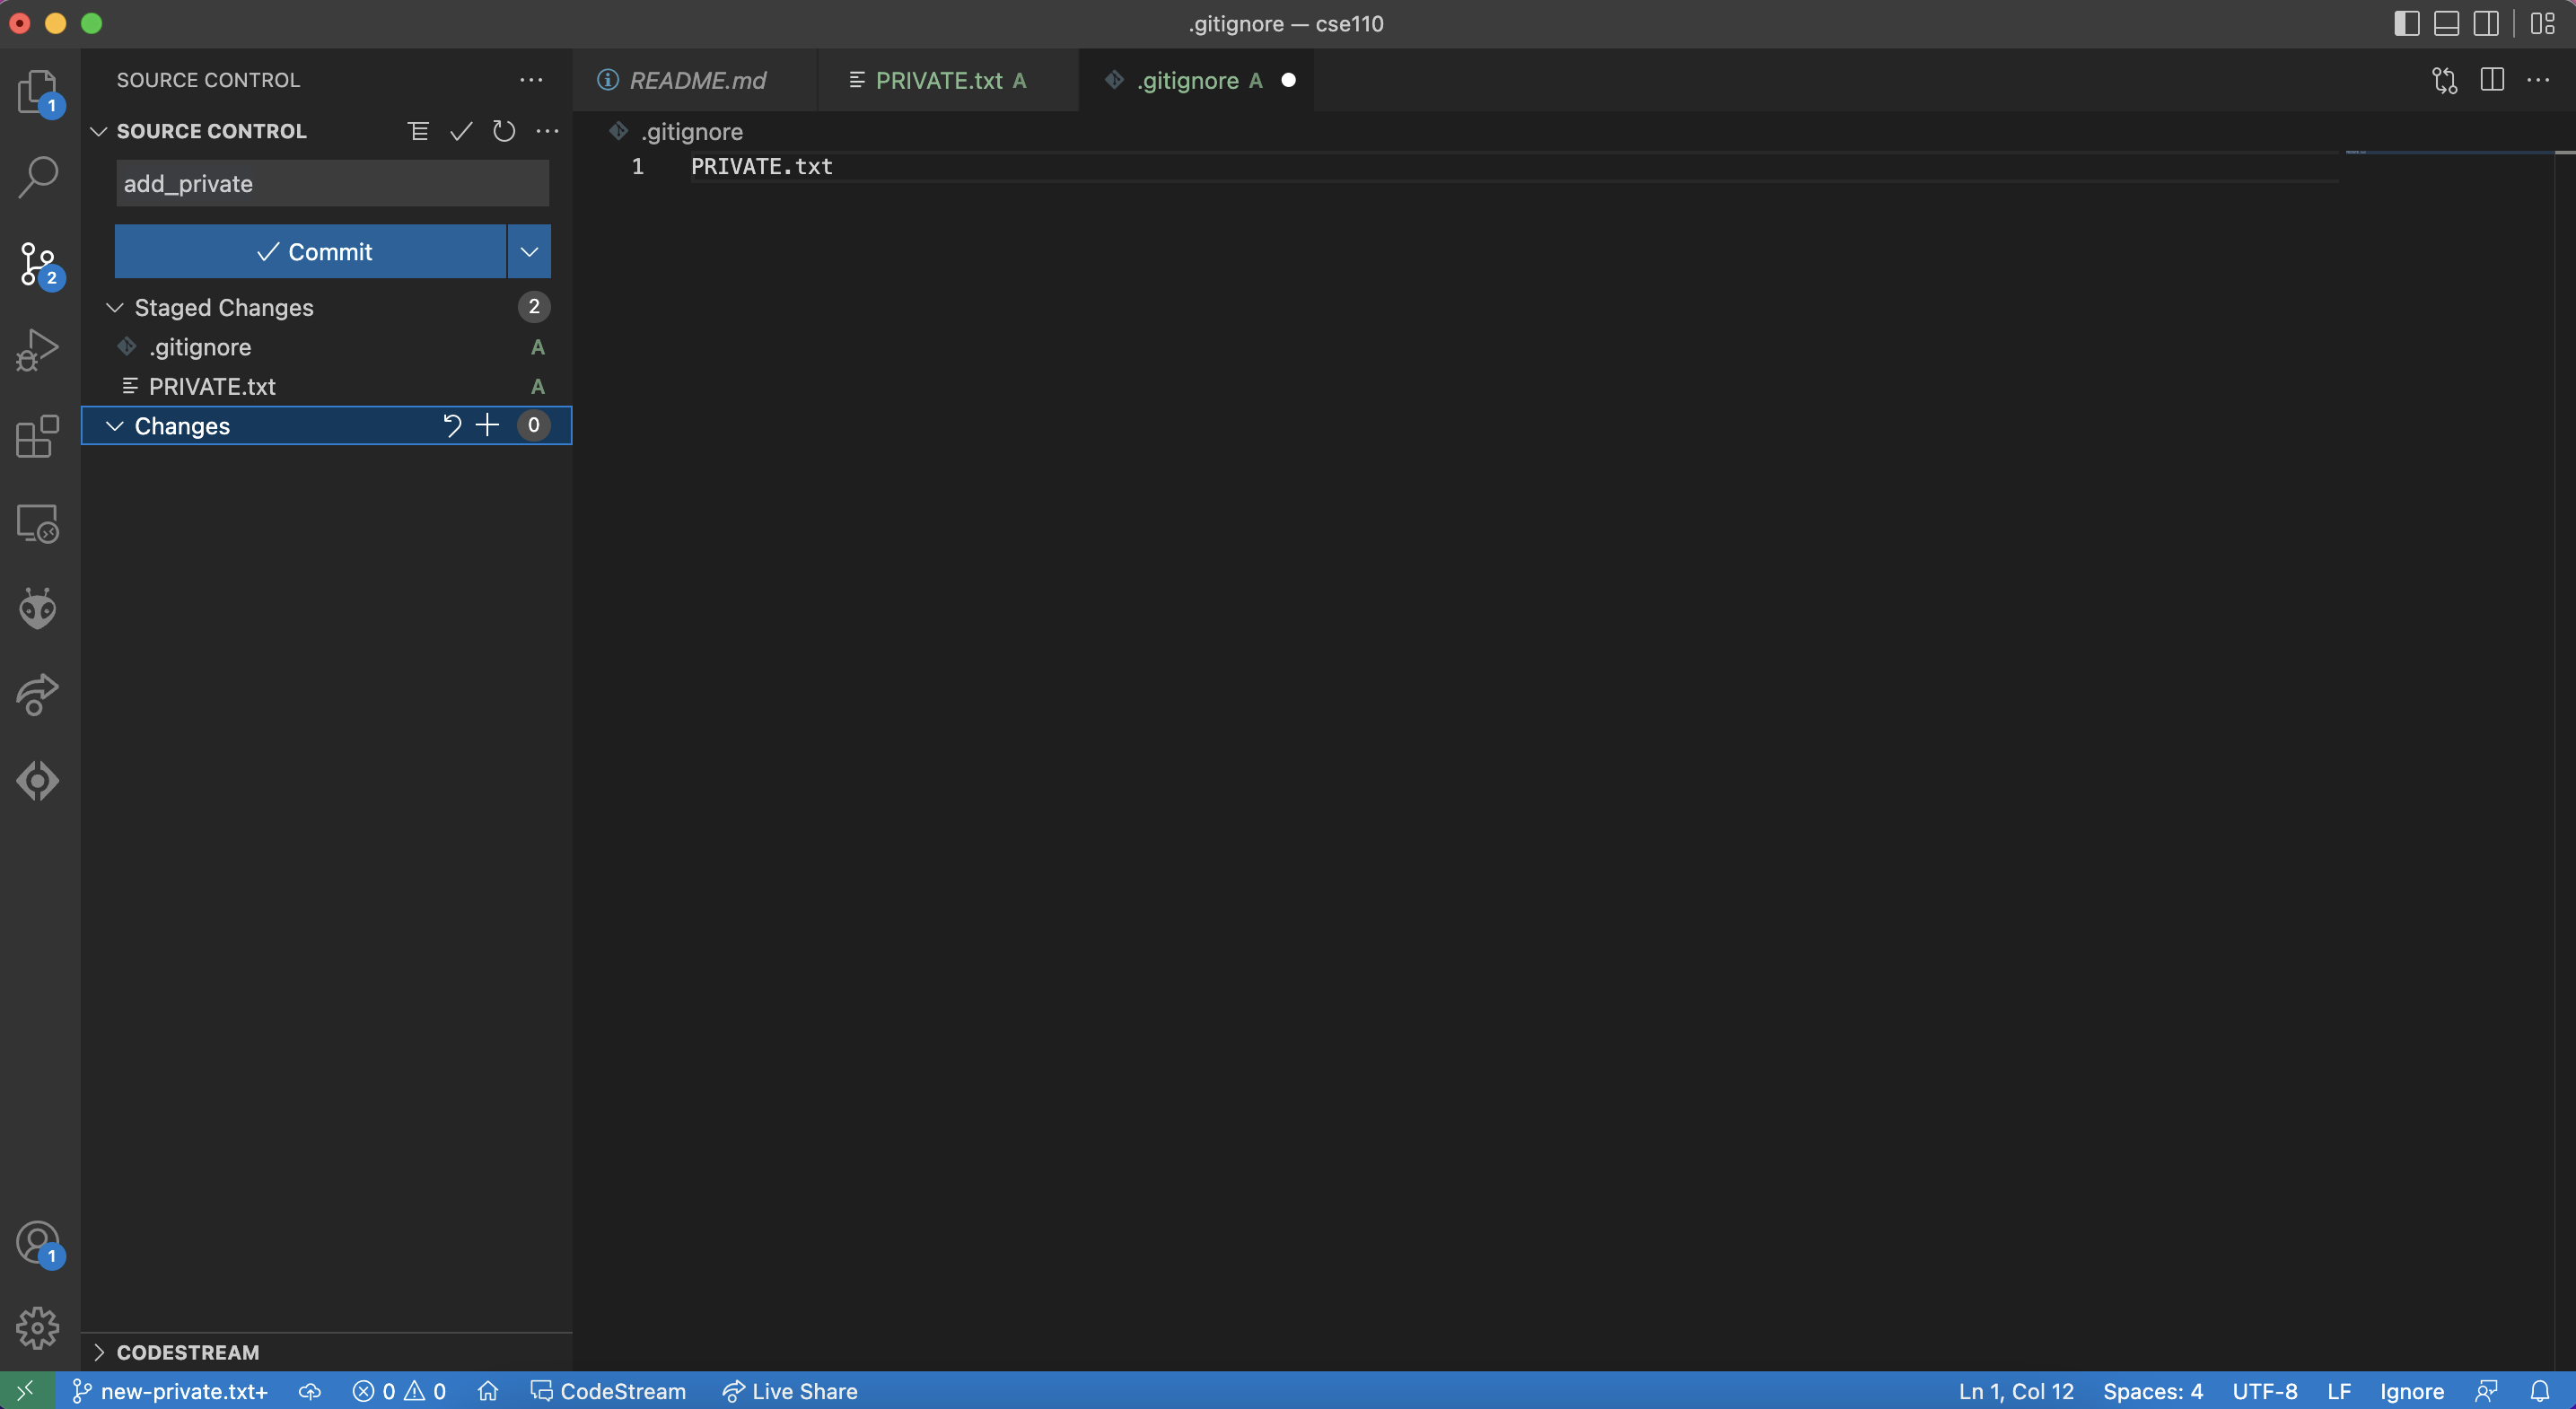 .gitignore — cse110
SOURCE CONTROL
README.md
PRIVATE.txt A
.gitignore A
SOURCE CONTROL
.gitignore
1 PRIVATE.txt
add_private
Commit
Staged Changes 2
.gitignore A
PRIVATE.txt A
Changes 0
1
2
1
CODESTREAM
new-private.txt+ 0 0 CodeStream Live Share Ln 1, Col 12 Spaces: 4 UTF-8 LF Ignore